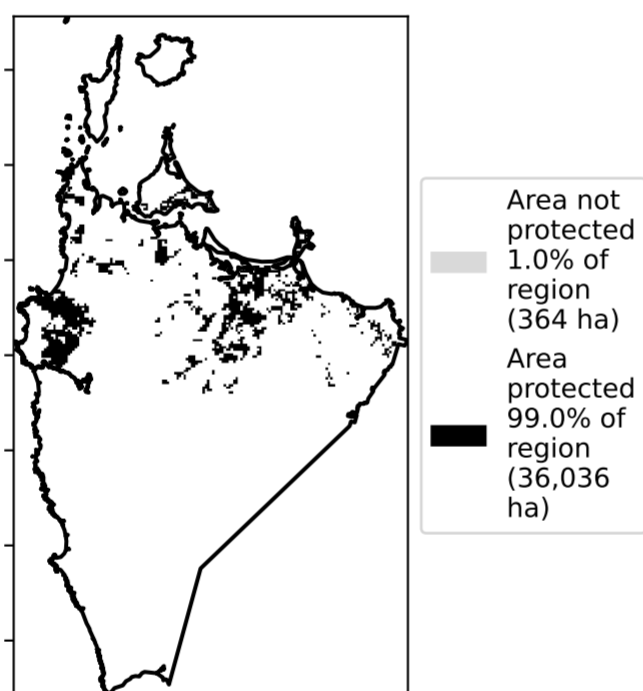 Area not
protected
1.0% of
region
(364 ha)
Area
protected
99.0% of
region
(36,036
ha)